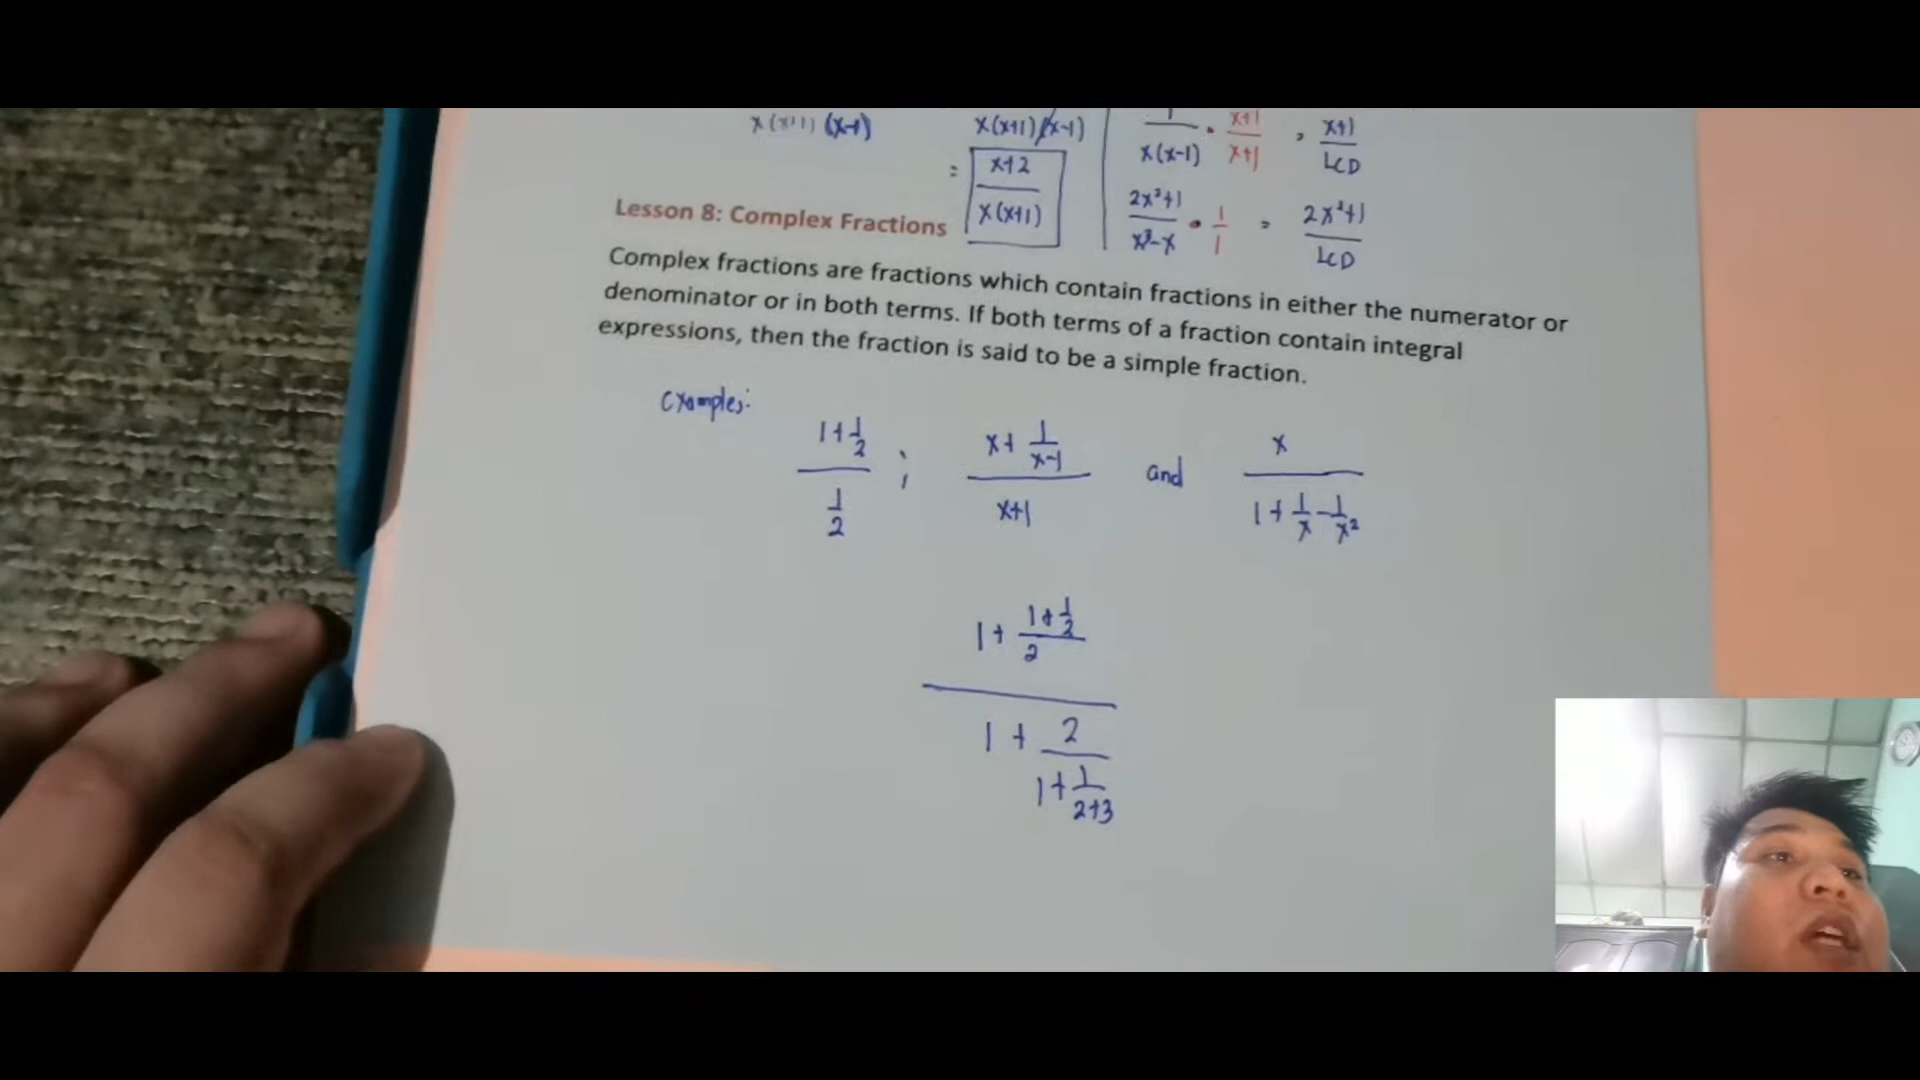 x(x+1) (x-1)
x(x+1)(x-1)
x(x-1) · x+1/x+1 , x+1/LCD
= x+2/x(x+1)
2x²+1/x³-x · 1/1 = 2x²+1/LCD
Lesson 8: Complex Fractions
Complex fractions are fractions which contain fractions in either the numerator or
denominator or in both terms. If both terms of a fraction contain integral
expressions, then the fraction is said to be a simple fraction.
examples:
1+1/2
1/2
;
x+ 1/x-1
x+1
and
x
1+1/x-1/x²
1+ 1+1/2
2
1 + 2
1+1/2+3